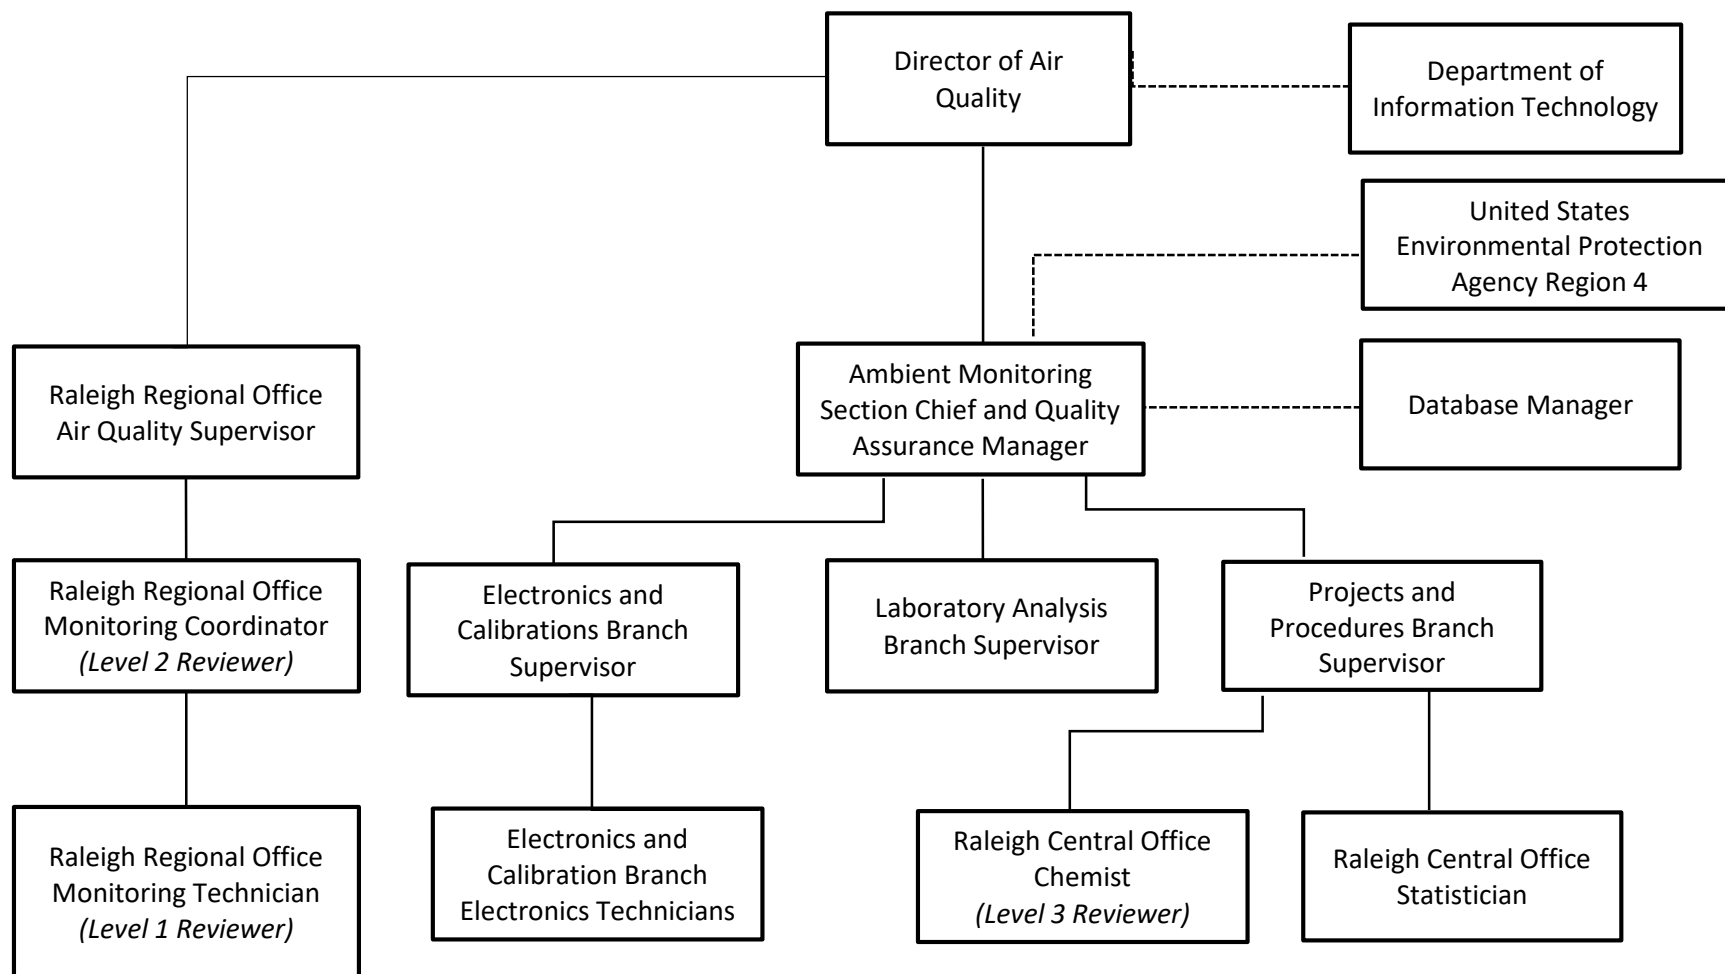 Director of Air
Quality
Department of
Information Technology
United States
Environmental Protection
Agency Region 4
Raleigh Regional Office
Air Quality Supervisor
Ambient Monitoring
Section Chief and Quality
Assurance Manager
Database Manager
Raleigh Regional Office
Monitoring Coordinator
(Level 2 Reviewer)
Electronics and
Calibrations Branch
Supervisor
Laboratory Analysis
Branch Supervisor
Projects and
Procedures Branch
Supervisor
Raleigh Regional Office
Monitoring Technician
(Level 1 Reviewer)
Electronics and
Calibration Branch
Electronics Technicians
Raleigh Central Office
Chemist
(Level 3 Reviewer)
Raleigh Central Office
Statistician